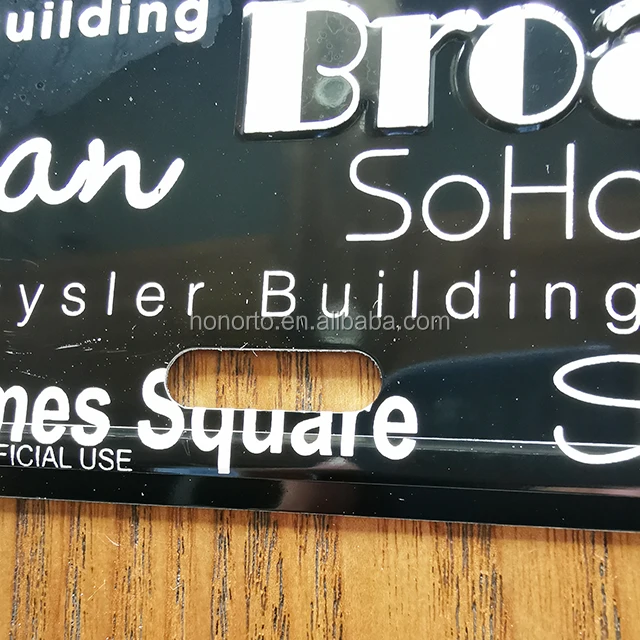 uilding
Broa
an
SoHo
ysler Building
honorto.en.alibaba.com
mes Square
S
FICIAL USE